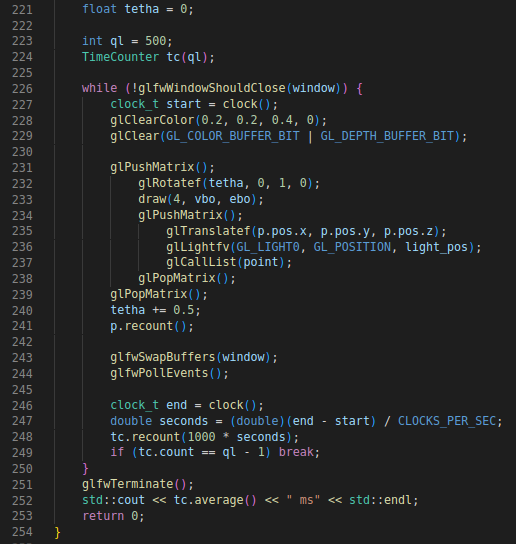 221 float tetha = 0;
222
223 int ql = 500;
224 TimeCounter tc(ql);
225
226 while (!glfwWindowShouldClose(window)) {
227 clock_t start = clock();
228 glClearColor(0.2, 0.2, 0.4, 0);
229 glClear(GL_COLOR_BUFFER_BIT | GL_DEPTH_BUFFER_BIT);
230
231 glPushMatrix();
232 glRotatef(tetha, 0, 1, 0);
233 draw(4, vbo, ebo);
234 glPushMatrix();
235 glTranslatef(p.pos.x, p.pos.y, p.pos.z);
236 glLightfv(GL_LIGHT0, GL_POSITION, light_pos);
237 glCallList(point);
238 glPopMatrix();
239 glPopMatrix();
240 tetha += 0.5;
241 p.recount();
242
243 glfwSwapBuffers(window);
244 glfwPollEvents();
245
246 clock_t end = clock();
247 double seconds = (double)(end - start) / CLOCKS_PER_SEC;
248 tc.recount(1000 * seconds);
249 if (tc.count == ql - 1) break;
250 }
251 glfwTerminate();
252 std::cout << tc.average() << " ms" << std::endl;
253 return 0;
254 }